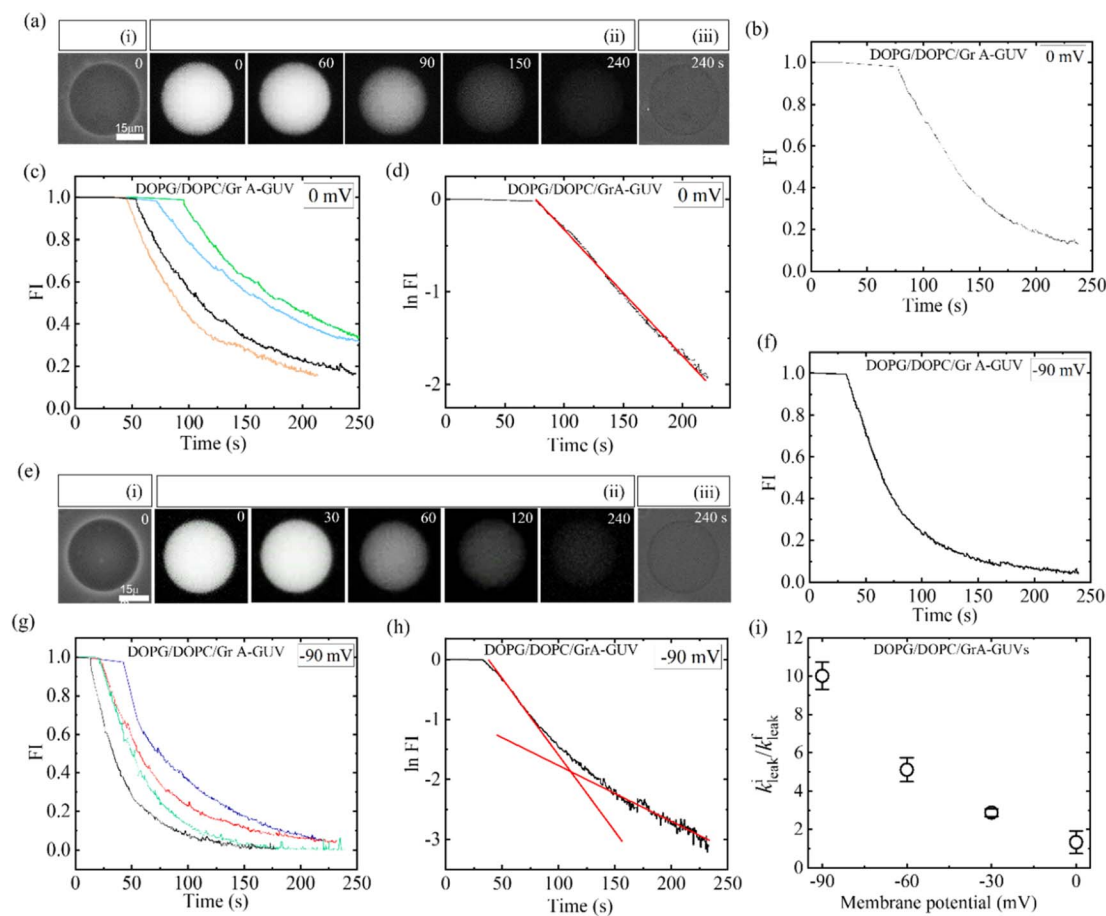 (a)
(i)
(ii)
(iii)
0
0
60
90
150
240
240 s
15μm
(b)
DOPG/DOPC/Gr A-GUV
0 mV
1.0
0.8
0.6
0.4
0.2
0.0
FI
0 50 100 150 200 250
Time (s)
(c)
DOPG/DOPC/Gr A-GUV
0 mV
1.0
0.8
0.6
0.4
0.2
0.0
FI
0 50 100 150 200 250
Time (s)
(d)
DOPG/DOPC/GrA-GUV
0 mV
0
-1
-2
ln FI
0 50 100 150 200
Time (s)
(e)
(i)
(ii)
(iii)
0
0
30
60
120
240
240 s
15μ
(f)
DOPG/DOPC/Gr A-GUV
-90 mV
1.0
0.8
0.6
0.4
0.2
0.0
FI
0 50 100 150 200 250
Time (s)
(g)
DOPG/DOPC/Gr A-GUV
-90 mV
1.0
0.8
0.6
0.4
0.2
0.0
FI
0 50 100 150 200 250
Time (s)
(h)
DOPG/DOPC/GrA-GUV
-90 mV
0
-1
-2
-3
ln FI
0 50 100 150 200 250
Time (s)
(i)
DOPG/DOPC/GrA-GUVs
12
10
8
6
4
2
0
k^i_leak/k^f_leak
-90 -60 -30 0
Membrane potential (mV)